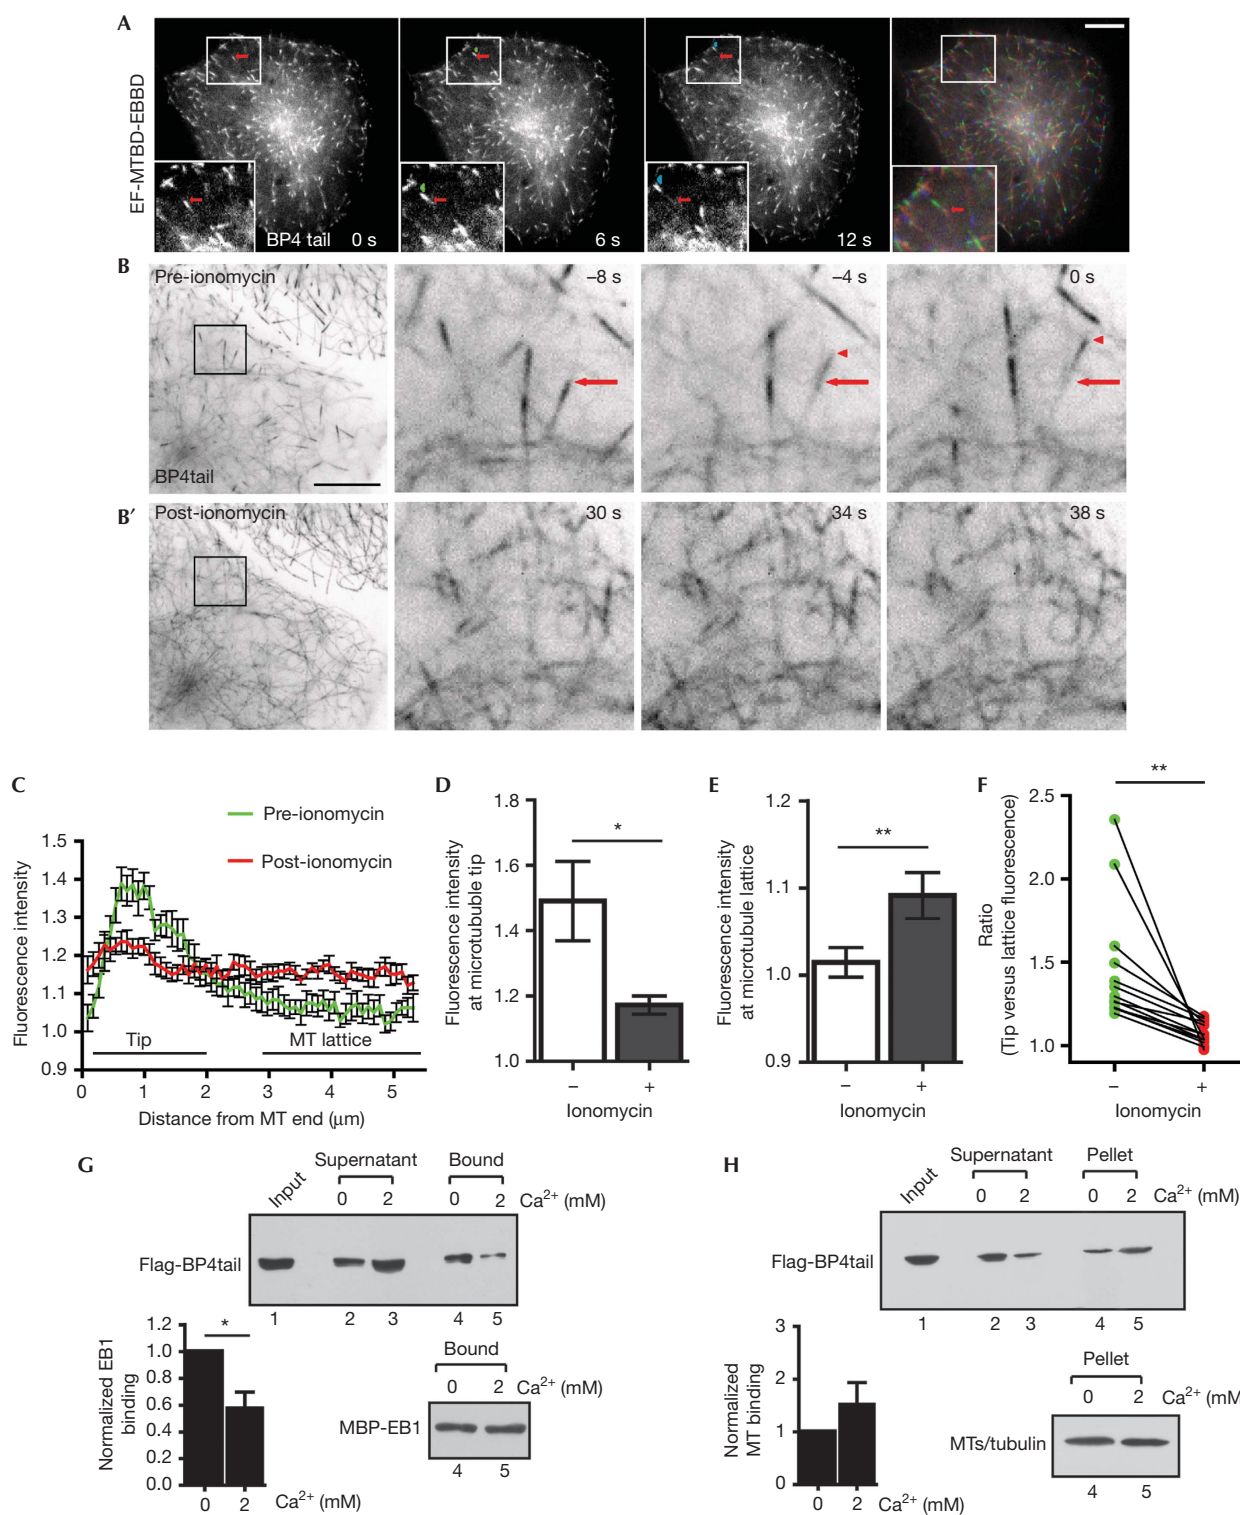 A
EF-MTBD-EBBD
BP4 tail 0 s
6 s
12 s
B
Pre-ionomycin
–8 s
–4 s
0 s
BP4tail
B′
Post-ionomycin
30 s
34 s
38 s
C
Pre-ionomycin
Post-ionomycin
Fluorescence intensity
1.5
1.4
1.3
1.2
1.1
1.0
0.9
Tip
MT lattice
0 1 2 3 4 5
Distance from MT end (μm)
D
Fluorescence intensity
at microtububle tip
1.8
1.6
1.4
1.2
1.0
*
– +
Ionomycin
E
Fluorescence intensity
at microtubule lattice
1.2
1.1
1.0
0.9
**
– +
Ionomycin
F
Ratio
(Tip versus lattice fluorescence)
2.5
2.0
1.5
1.0
**
– +
Ionomycin
G
Input
Supernatant
Bound
0 2 0 2 Ca2+ (mM)
Flag-BP4tail
1 2 3 4 5
Normalized EB1
binding
1.2
1.0
0.8
0.6
0.4
0.2
0.0
*
0 2 Ca2+ (mM)
Bound
0 2 Ca2+ (mM)
MBP-EB1
4 5
H
Input
Supernatant
Pellet
0 2 0 2 Ca2+ (mM)
Flag-BP4tail
1 2 3 4 5
Normalized
MT binding
3
2
1
0
0 2 Ca2+ (mM)
Pellet
0 2 Ca2+ (mM)
MTs/tubulin
4 5